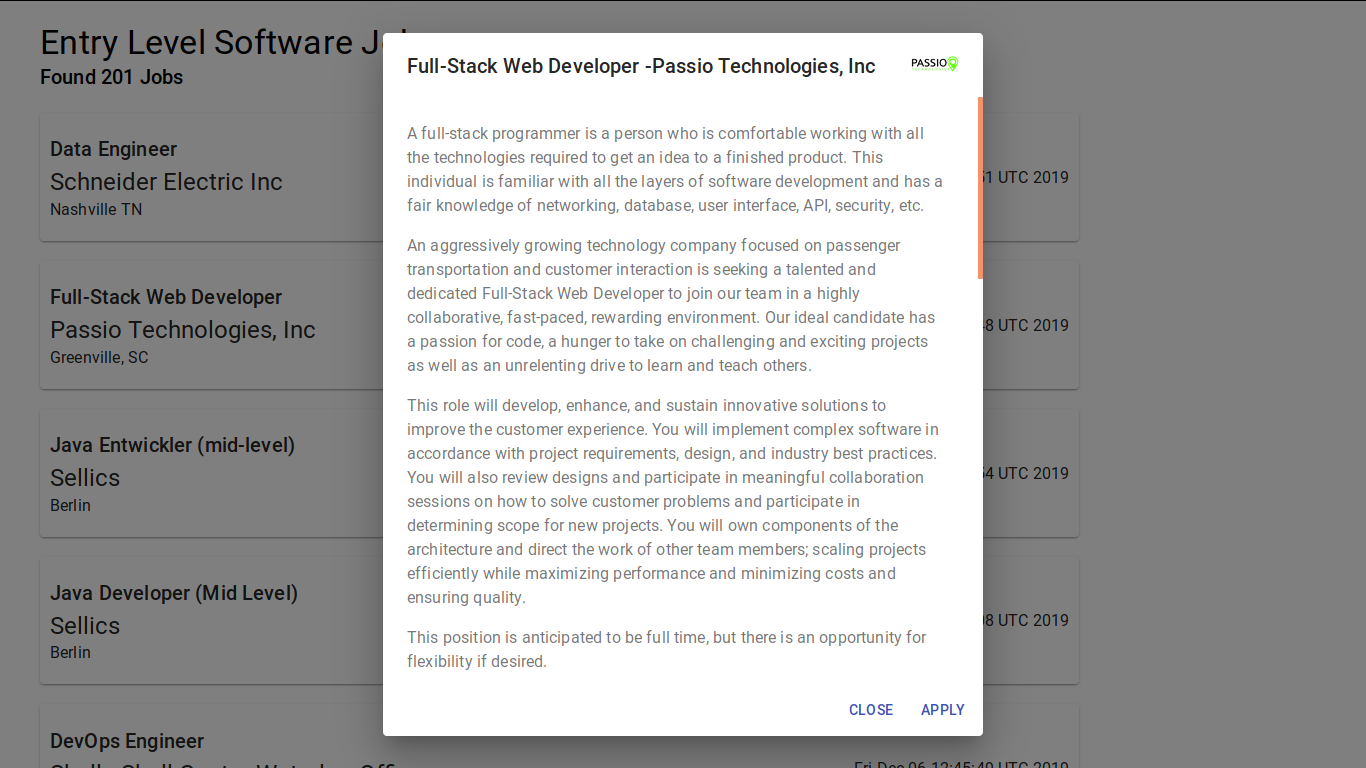 Entry Level Software J
Found 201 Jobs
Data Engineer
Schneider Electric Inc
Nashville TN
51 UTC 2019
Full-Stack Web Developer
Passio Technologies, Inc
Greenville, SC
48 UTC 2019
Java Entwickler (mid-level)
Sellics
Berlin
54 UTC 2019
Java Developer (Mid Level)
Sellics
Berlin
08 UTC 2019
DevOps Engineer
Fri Dec 06 12:45:49 UTC 2019
Full-Stack Web Developer -Passio Technologies, Inc
PASSIO
A full-stack programmer is a person who is comfortable working with all
the technologies required to get an idea to a finished product. This
individual is familiar with all the layers of software development and has a
fair knowledge of networking, database, user interface, API, security, etc.
An aggressively growing technology company focused on passenger
transportation and customer interaction is seeking a talented and
dedicated Full-Stack Web Developer to join our team in a highly
collaborative, fast-paced, rewarding environment. Our ideal candidate has
a passion for code, a hunger to take on challenging and exciting projects
as well as an unrelenting drive to learn and teach others.
This role will develop, enhance, and sustain innovative solutions to
improve the customer experience. You will implement complex software in
accordance with project requirements, design, and industry best practices.
You will also review designs and participate in meaningful collaboration
sessions on how to solve customer problems and participate in
determining scope for new projects. You will own components of the
architecture and direct the work of other team members; scaling projects
efficiently while maximizing performance and minimizing costs and
ensuring quality.
This position is anticipated to be full time, but there is an opportunity for
flexibility if desired.
CLOSE APPLY